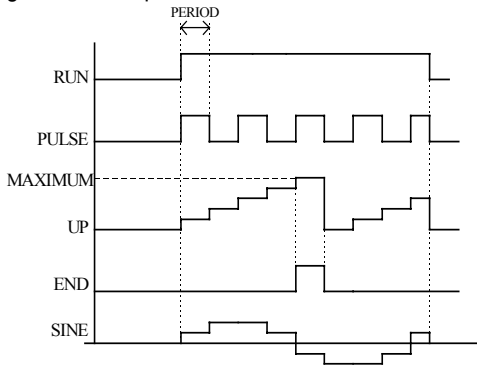 PERIOD
RUN
PULSE
MAXIMUM
UP
END
SINE